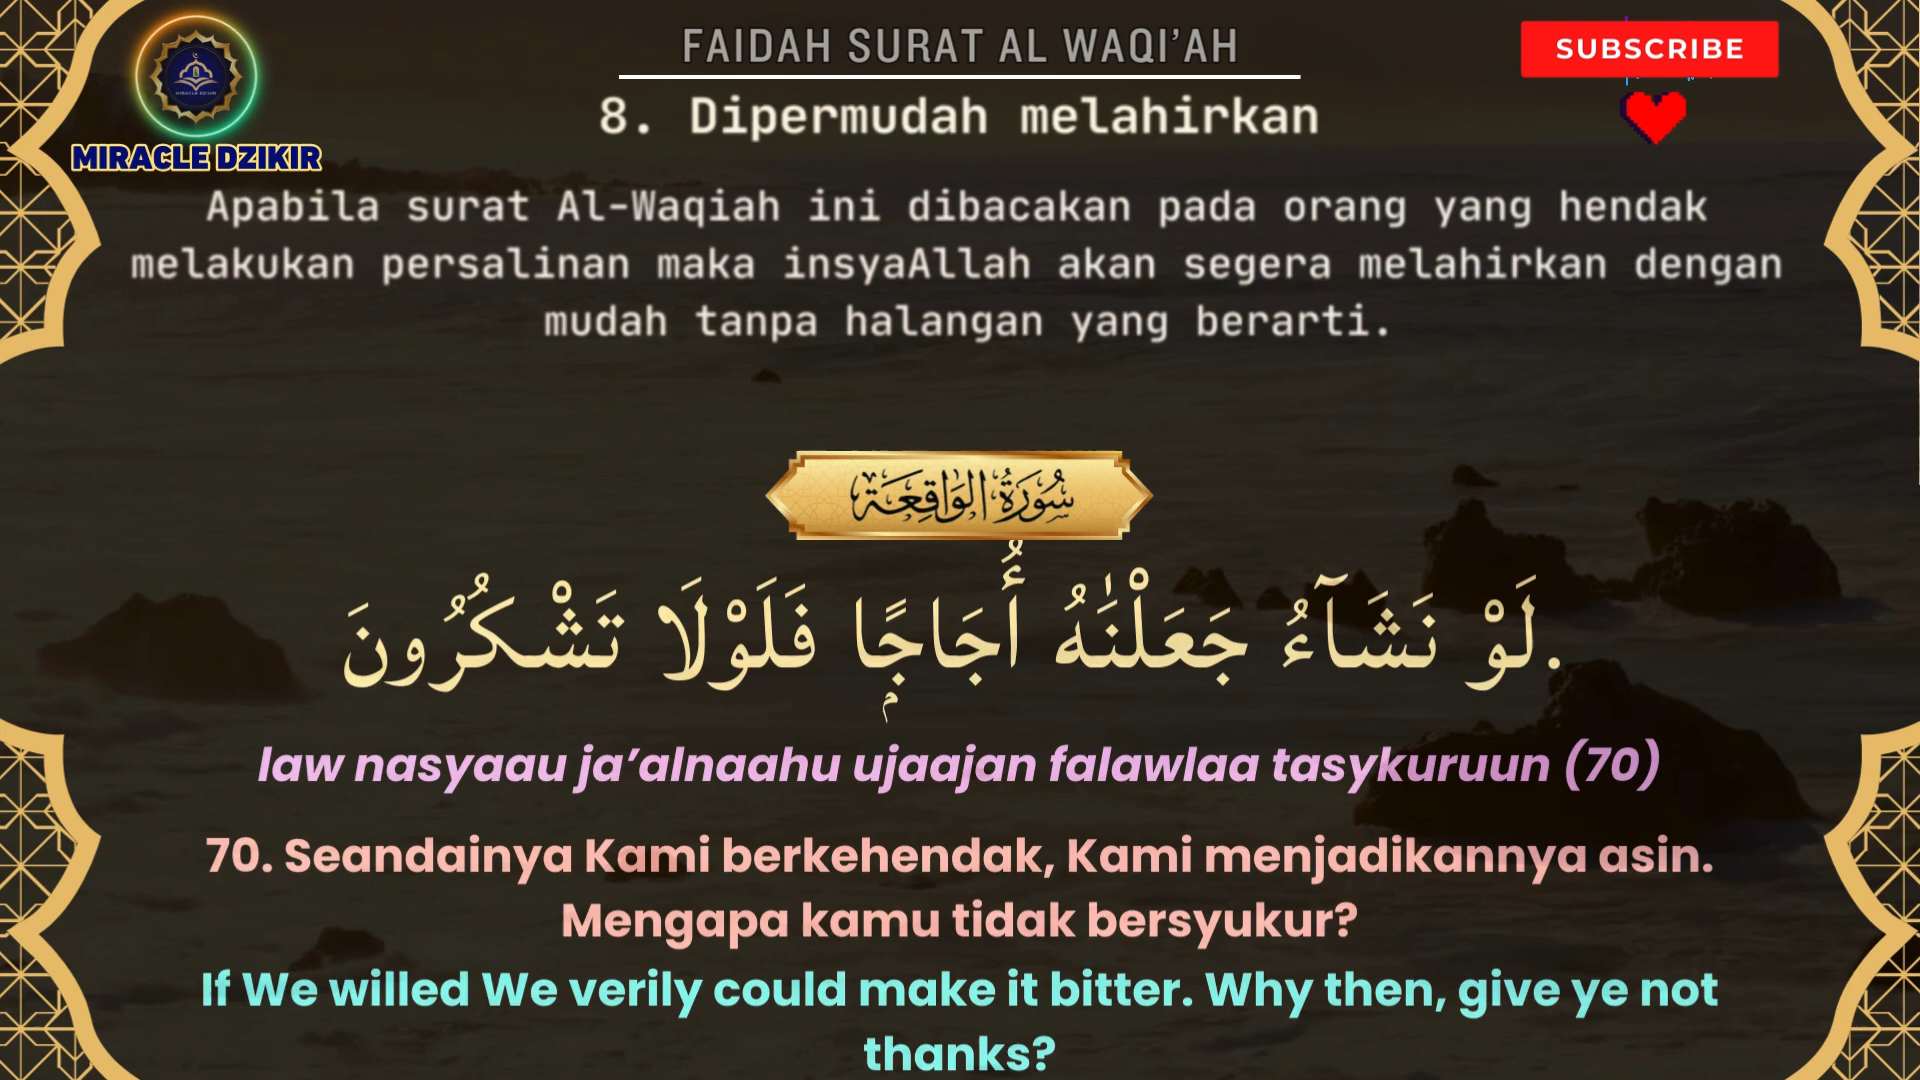 FAIDAH SURAT AL WAQI'AH
SUBSCRIBE
8. Dipermudah melahirkan
MIRACLE DZIKIR
Apabila surat Al-Waqiah ini dibacakan pada orang yang hendak
melakukan persalinan maka insyaAllah akan segera melahirkan dengan
mudah tanpa halangan yang berarti.
سُورَةُ الوَاقِعَة
لَوْ نَشَآءُ جَعَلْنَٰهُ أُجَاجًۭا فَلَوْلَا تَشْكُرُونَ.
law nasyaau ja’alnaahu ujaajan falawlaa tasykuruun (70)
70. Seandainya Kami berkehendak, Kami menjadikannya asin.
Mengapa kamu tidak bersyukur?
If We willed We verily could make it bitter. Why then, give ye not
thanks?